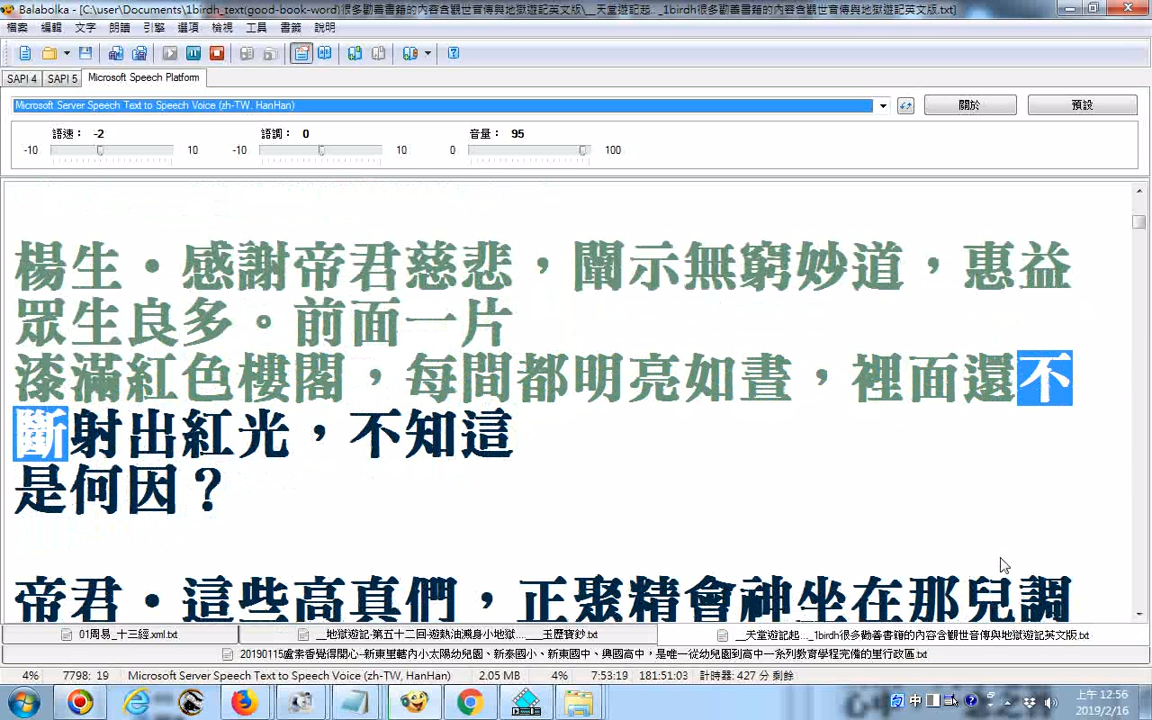 Balabolka - [C:\user\Documents\1birdh_text(good-book-word)很多勸善書籍的內容含觀世音傳與地獄遊記英文版\__天堂遊記起..._1birdh很多勸善書籍的內容含觀世音傳與地獄遊記英文版.txt]
檔案 編輯 文字 朗讀 引擎 選項 檢視 工具 書籤 說明
SAPI 4 SAPI 5 Microsoft Speech Platform
Microsoft Server Speech Text to Speech Voice (zh-TW, HanHan) 關於 預設
語速： -2 語調： 0 音量： 95
-10 10 -10 10 0 100
楊生・感謝帝君慈悲，闡示無窮妙道，惠益
眾生良多。前面一片
漆滿紅色樓閣，每間都明亮如晝，裡面還不
斷射出紅光，不知這
是何因？
帝君・這些高真們，正聚精會神坐在那兒調
01周易_十三經.xml.txt __地獄遊記-第五十二回-遊熱油濺身小地獄....___玉歷寶鈔.txt __天堂遊記起..._1birdh很多勸善書籍的內容含觀世音傳與地獄遊記英文版.txt
20190115盧素香覺得開心-新東里轄內小太陽幼兒園、新泰國小、新東國中、興國高中，是唯一從幼兒園到高中一系列教育學程完備的里行政區.txt
4% 7798: 19 Microsoft Server Speech Text to Speech Voice (zh-TW, HanHan) 2.05 MB 4% 7:53:19 181:51:03 計時器: 427 分 剩餘
中 上午 12:56
2019/2/16